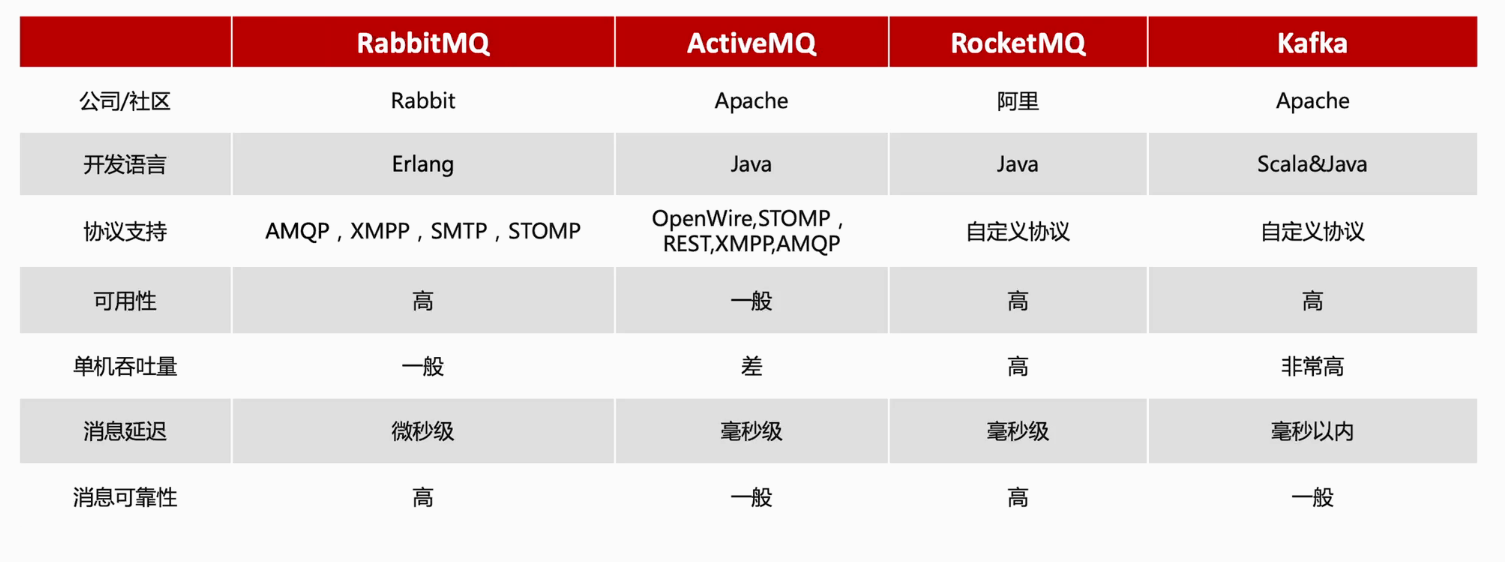 RabbitMQ ActiveMQ RocketMQ Kafka
公司/社区 Rabbit Apache 阿里 Apache
开发语言 Erlang Java Java Scala&Java
协议支持 AMQP，XMPP，SMTP，STOMP OpenWire,STOMP，
REST,XMPP,AMQP 自定义协议 自定义协议
可用性 高 一般 高 高
单机吞吐量 一般 差 高 非常高
消息延迟 微秒级 毫秒级 毫秒级 毫秒以内
消息可靠性 高 一般 高 一般